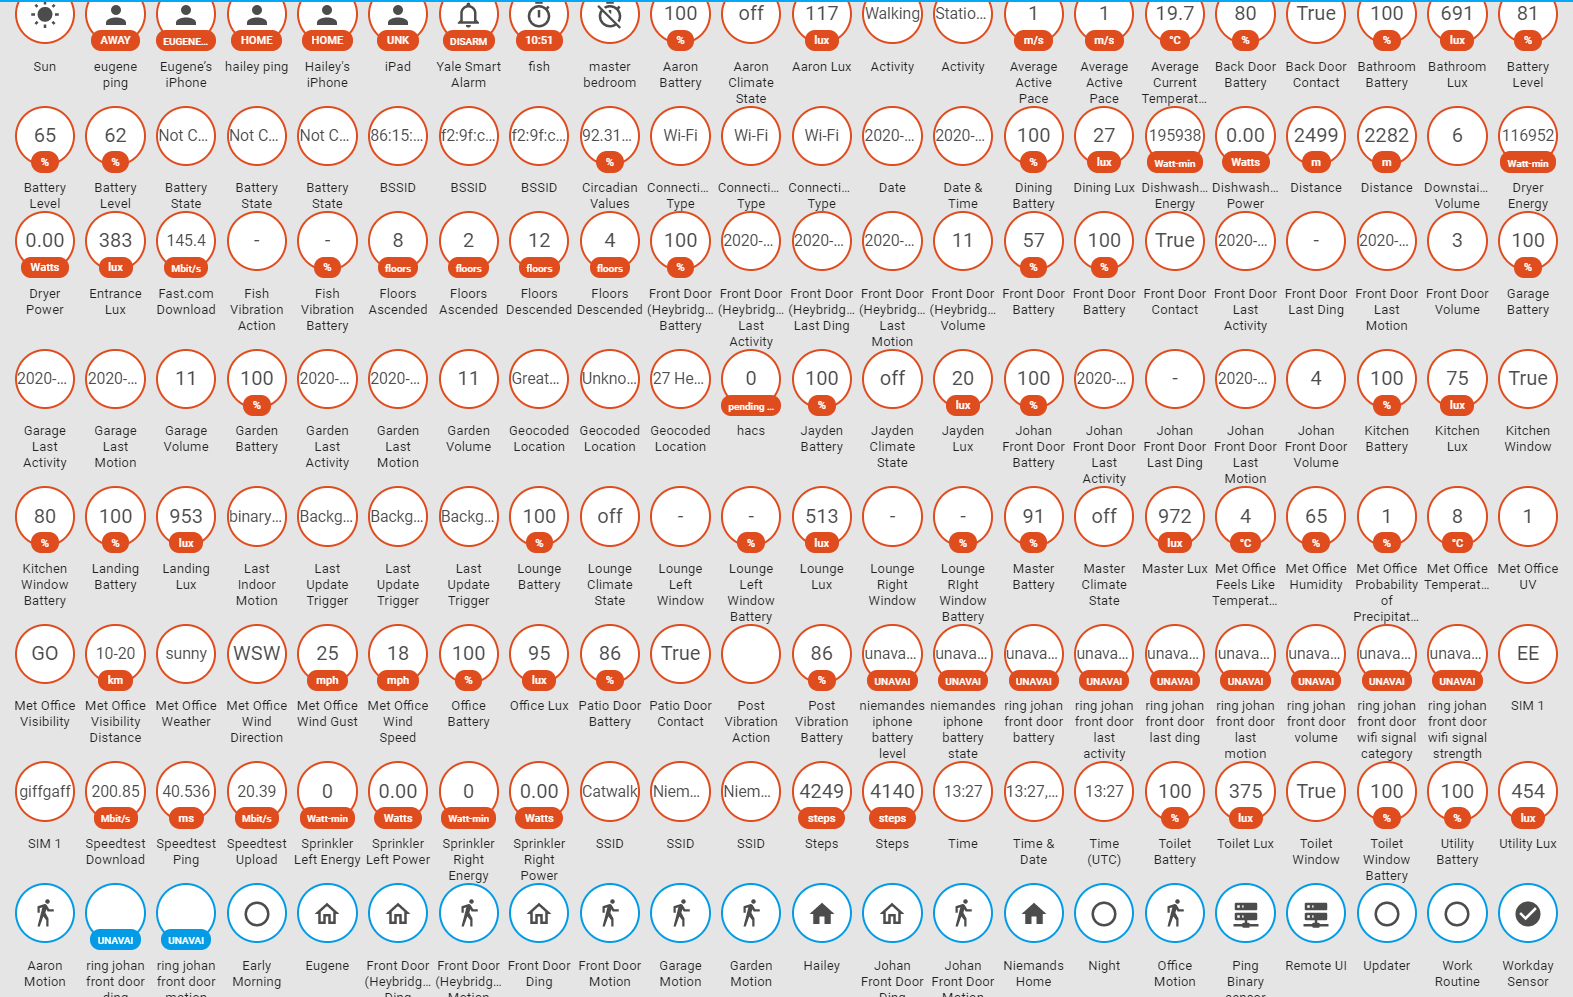 100 off 117 Walking Statio... 1 1 19.7 80 True 100 691 81
AWAY EUGENE... HOME HOME UNK DISARM 10:51 % lux m/s m/s °C % % lux %
Sun eugene Eugene's hailey ping Hailey's iPad Yale Smart fish master Aaron Aaron Aaron Lux Activity Activity Average Average Average Back Door Back Door Bathroom Bathroom Battery
ping iPhone iPhone Alarm bedroom Battery Climate Active Active Current Battery Contact Battery Lux Level
State Pace Pace Temperat...
65 62 Not C... Not C... Not C... 86:15:... f2:9f:c... f2:9f:c... 92.31... Wi-Fi Wi-Fi Wi-Fi 2020-... 2020-... 100 27 195938 0.00 2499 2282 6 116952
% % % % lux Watt-min Watts m m Watt-min
Battery Battery Battery Battery Battery BSSID BSSID BSSID Circadian Connecti... Connecti... Connecti... Date Date & Dining Dining Lux Dishwash... Dishwash... Distance Distance Downstai... Dryer
Level Level State State State Values Type Type Type Time Battery Energy Power Volume Energy
0.00 383 145.4 - - 8 2 12 4 100 2020-... 2020-... 2020-... 11 57 100 True 2020-... - 2020-... 3 100
Watts lux Mbit/s % floors floors floors floors % % % %
Dryer Entrance Fast.com Fish Fish Floors Floors Floors Floors Front Door Front Door Front Door Front Door Front Door Front Door Front Door Front Door Front Door Front Door Front Door Front Door Garage
Power Lux Download Vibration Vibration Ascended Ascended Descended Descended (Heybridg... (Heybridg... (Heybridg... (Heybridg... (Heybridg... Battery Battery Contact Last Last Ding Last Volume Battery
Action Battery Battery Last Last Ding Last Volume Activity Motion
Activity Motion
2020-... 2020-... 11 100 2020-... 2020-... 11 Great... Unkno... 27 He... 0 100 off 20 100 2020-... - 2020-... 4 100 75 True
% pending ... % lux % % lux
Garage Garage Garage Garden Garden Garden Garden Geocoded Geocoded Geocoded hacs Jayden Jayden Jayden Johan Johan Johan Johan Johan Kitchen Kitchen Kitchen
Last Last Volume Battery Last Last Volume Location Location Location Battery Climate Lux Front Door Front Door Front Door Front Door Front Door Battery Lux Window
Activity Motion Activity Motion State Battery Last Last Ding Last Volume
Activity Motion
80 100 953 binary... Backg... Backg... Backg... 100 off - - 513 - - 91 off 972 4 65 1 8 1
% % lux % % lux % % lux °C % % °C
Kitchen Landing Landing Last Last Last Last Lounge Lounge Lounge Lounge Lounge Lounge Lounge Master Master Master Lux Met Office Met Office Met Office Met Office Met Office
Window Battery Lux Indoor Update Update Update Battery Climate Left Left Lux Right RIght Battery Climate Feels Like Humidity Probability Temperat... UV
Battery Motion Trigger Trigger Trigger State Window Window Window Window State Temperat... of
Battery Battery Precipitat...
GO 10-20 sunny WSW 25 18 100 95 86 True 86 unava... unava... unava... unava... unava... unava... unava... unava... unava... EE
km mph mph % lux % % UNAVAI UNAVAI UNAVAI UNAVAI UNAVAI UNAVAI UNAVAI UNAVAI UNAVAI
Met Office Met Office Met Office Met Office Met Office Met Office Office Office Lux Patio Door Patio Door Post Post niemandes niemandes ring johan ring johan ring johan ring johan ring johan ring johan ring johan SIM 1
Visibility Visibility Weather Wind Wind Gust Wind Battery Battery Contact Vibration Vibration iphone iphone front door front door front door front door front door front door front door
Distance Direction Speed Action Battery battery battery battery last last ding last volume wifi signal wifi signal
level state activity motion category strength
giffgaff 200.85 40.536 20.39 0 0.00 0 0.00 Catwalk Niem... Niem... 4249 4140 13:27 13:27,... 13:27 100 375 True 100 100 454
Mbit/s ms Mbit/s Watt-min Watts Watt-min Watts steps steps % lux % % lux
SIM 1 Speedtest Speedtest Speedtest Sprinkler Sprinkler Sprinkler Sprinkler SSID SSID SSID Steps Steps Time Time & Time Toilet Toilet Lux Toilet Toilet Utility Utility Lux
Download Ping Upload Left Energy Left Power Right Right Date (UTC) Battery Window Window Battery
Energy Power Battery
UNAVAI UNAVAI
Aaron ring johan ring johan Early Eugene Front Door Front Door Front Door Front Door Garage Garden Hailey Johan Johan Niemands Night Office Ping Remote UI Updater Work Workday
Motion front door front door Morning (Heybridg... (Heybridg... Ding Motion Motion Motion Front Door Front Door Home Motion Binary Routine Sensor
ding motion Ding Motion Ding Motion sensor